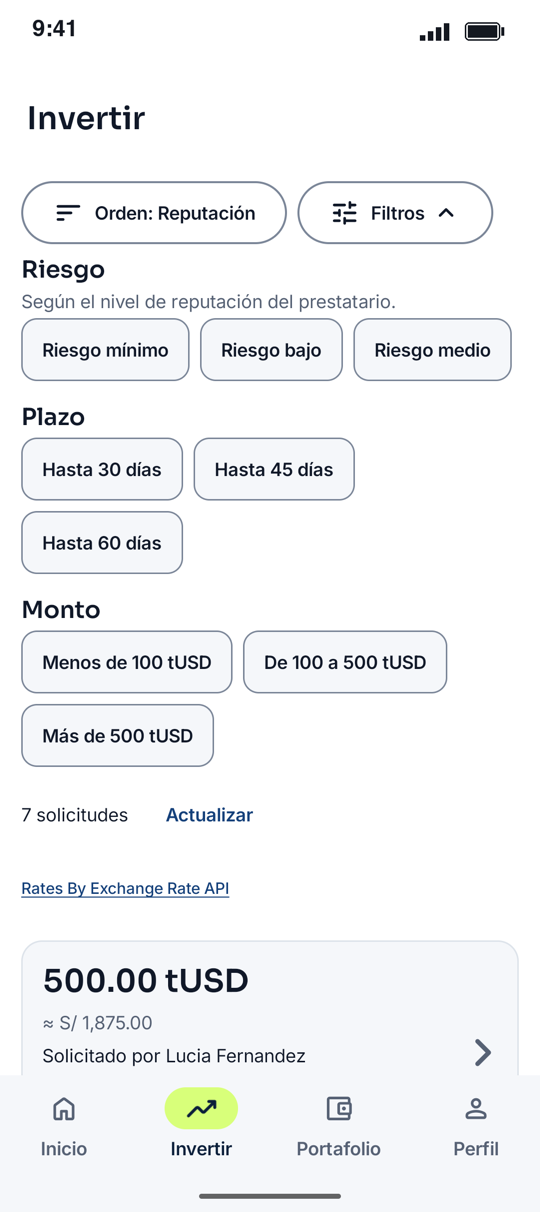 9:41
Invertir
Orden: Reputación
Filtros
Riesgo
Según el nivel de reputación del prestatario.
Riesgo mínimo
Riesgo bajo
Riesgo medio
Plazo
Hasta 30 días
Hasta 45 días
Hasta 60 días
Monto
Menos de 100 tUSD
De 100 a 500 tUSD
Más de 500 tUSD
7 solicitudes
Actualizar
Rates By Exchange Rate API
500.00 tUSD
≈ S/ 1,875.00
Solicitado por Lucia Fernandez
Inicio
Invertir
Portafolio
Perfil